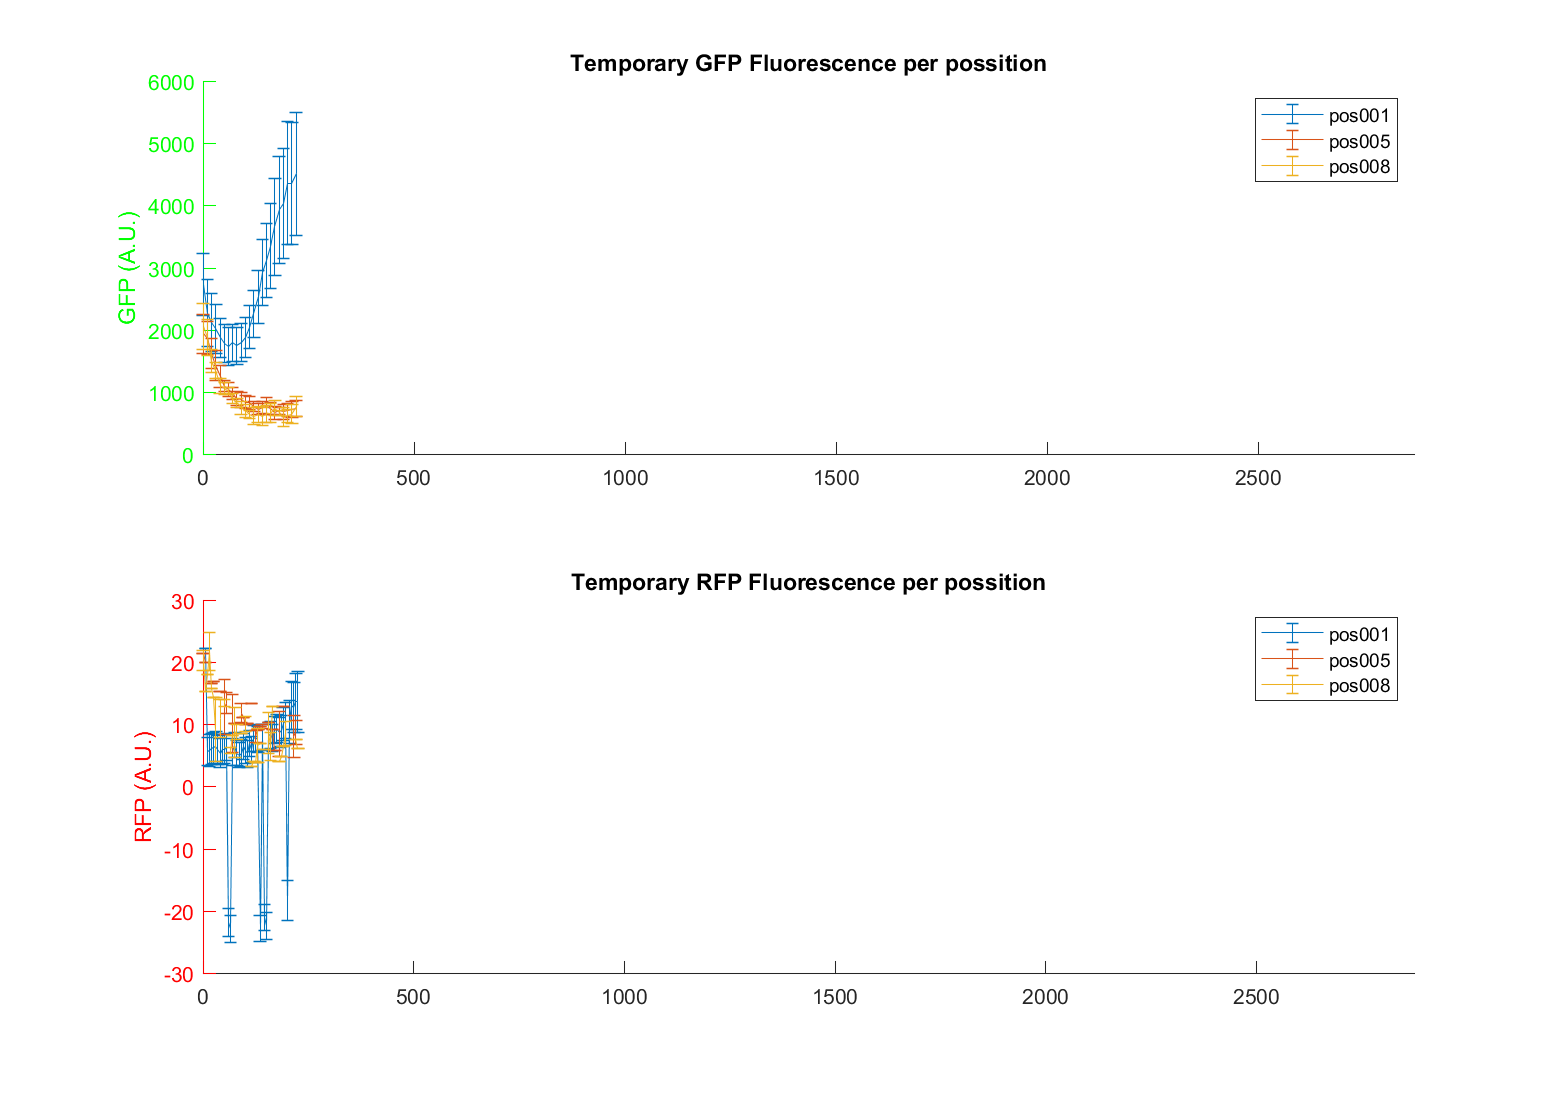 Temporary GFP Fluorescence per possition
6000
5000
4000
3000
2000
1000
0
GFP (A.U.)
pos001
pos005
pos008
0 500 1000 1500 2000 2500
Temporary RFP Fluorescence per possition
30
20
10
0
-10
-20
-30
RFP (A.U.)
pos001
pos005
pos008
0 500 1000 1500 2000 2500